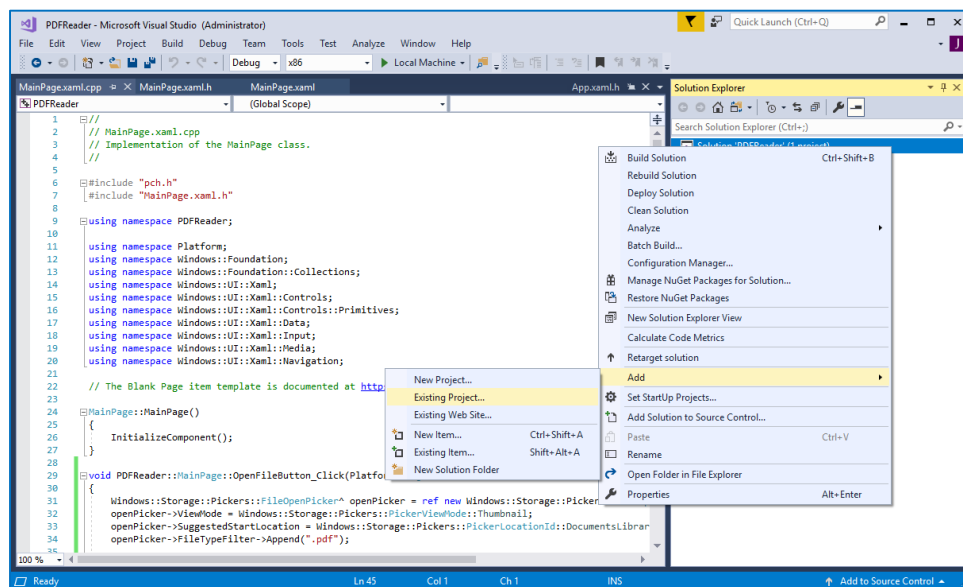 PDFReader - Microsoft Visual Studio (Administrator)
Quick Launch (Ctrl+Q)
File Edit View Project Build Debug Team Tools Test Analyze Window Help
J
Debug x86 Local Machine
MainPage.xaml.cpp MainPage.xaml.h MainPage.xaml App.xaml.h
PDFReader (Global Scope)
1 //
2 // MainPage.xaml.cpp
3 // Implementation of the MainPage class.
4 //
5
6 #include "pch.h"
7 #include "MainPage.xaml.h"
8
9 using namespace PDFReader;
10
11 using namespace Platform;
12 using namespace Windows::Foundation;
13 using namespace Windows::Foundation::Collections;
14 using namespace Windows::UI::Xaml;
15 using namespace Windows::UI::Xaml::Controls;
16 using namespace Windows::UI::Xaml::Controls::Primitives;
17 using namespace Windows::UI::Xaml::Data;
18 using namespace Windows::UI::Xaml::Input;
19 using namespace Windows::UI::Xaml::Media;
20 using namespace Windows::UI::Xaml::Navigation;
21
22 // The Blank Page item template is documented at http
23
24 MainPage::MainPage()
25 {
26 InitializeComponent();
27 }
28
29 void PDFReader::MainPage::OpenFileButton_Click(Platfo
30 {
31 Windows::Storage::Pickers::FileOpenPicker^ openPicker = ref new Windows::Storage::Picker
32 openPicker->ViewMode = Windows::Storage::Pickers::PickerViewMode::Thumbnail;
33 openPicker->SuggestedStartLocation = Windows::Storage::Pickers::PickerLocationId::DocumentsLibrar
34 openPicker->FileTypeFilter->Append(".pdf");
35
100 %
Solution Explorer
Search Solution Explorer (Ctrl+;)
Solution 'PDFReader' (1 project)
Build Solution Ctrl+Shift+B
Rebuild Solution
Deploy Solution
Clean Solution
Analyze
Batch Build...
Configuration Manager...
Manage NuGet Packages for Solution...
Restore NuGet Packages
New Solution Explorer View
Calculate Code Metrics
Retarget solution
Add
Set StartUp Projects...
Add Solution to Source Control...
Paste Ctrl+V
Rename
Open Folder in File Explorer
Properties Alt+Enter
New Project...
Existing Project...
Existing Web Site...
New Item... Ctrl+Shift+A
Existing Item... Shift+Alt+A
New Solution Folder
Ready Ln 45 Col 1 Ch 1 INS Add to Source Control